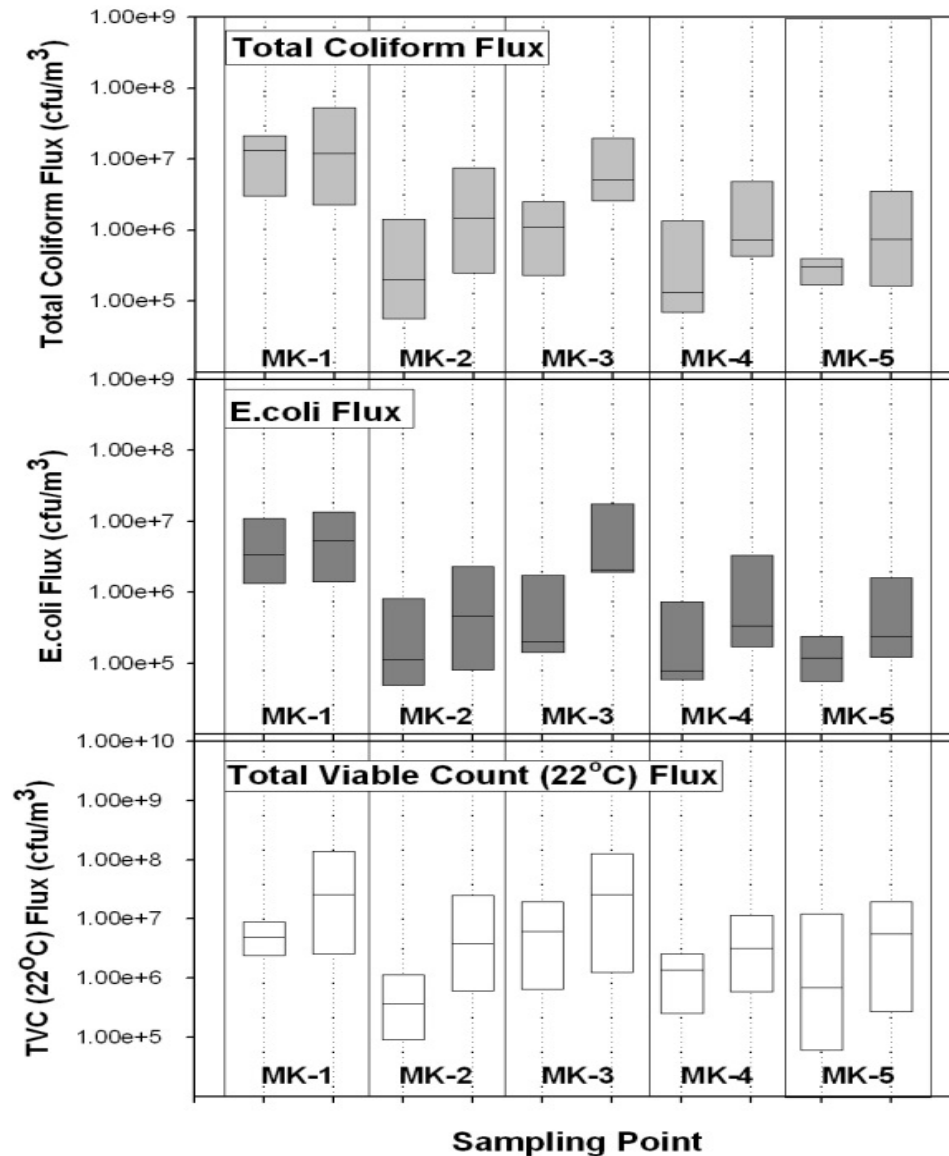 Total Coliform Flux
Total Coliform Flux (cfu/m³)
1.00e+9
1.00e+8
1.00e+7
1.00e+6
1.00e+5
MK-1 MK-2 MK-3 MK-4 MK-5
E.coli Flux
E.coli Flux (cfu/m³)
1.00e+9
1.00e+8
1.00e+7
1.00e+6
1.00e+5
MK-1 MK-2 MK-3 MK-4 MK-5
Total Viable Count (22°C) Flux
TVC (22°C) Flux (cfu/m³)
1.00e+10
1.00e+9
1.00e+8
1.00e+7
1.00e+6
1.00e+5
MK-1 MK-2 MK-3 MK-4 MK-5
Sampling Point